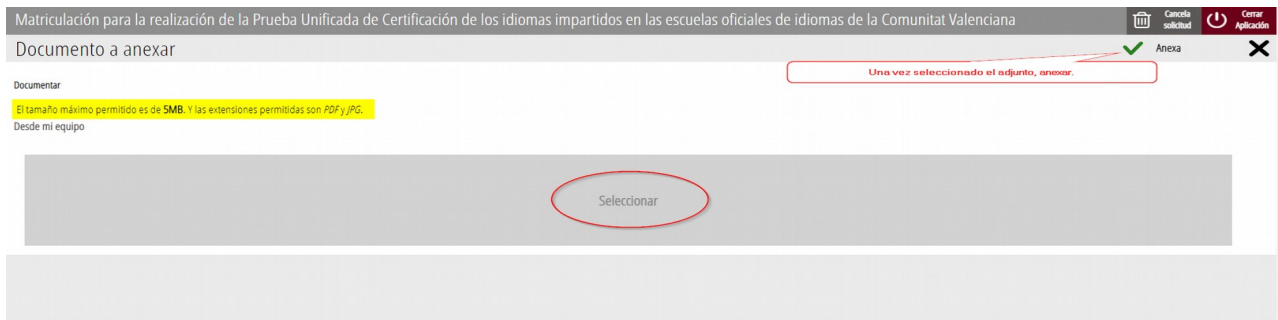 Matriculación para la realización de la Prueba Unificada de Certificación de los idiomas impartidos en las escuelas oficiales de idiomas de la Comunitat Valenciana
Cancela
solicitud
Cerrar
Aplicación
Documento a anexar
Anexa
Una vez seleccionado el adjunto, anexar.
Documentar
El tamaño máximo permitido es de 5MB. Y las extensiones permitidas son PDF y JPG.
Desde mi equipo
Seleccionar